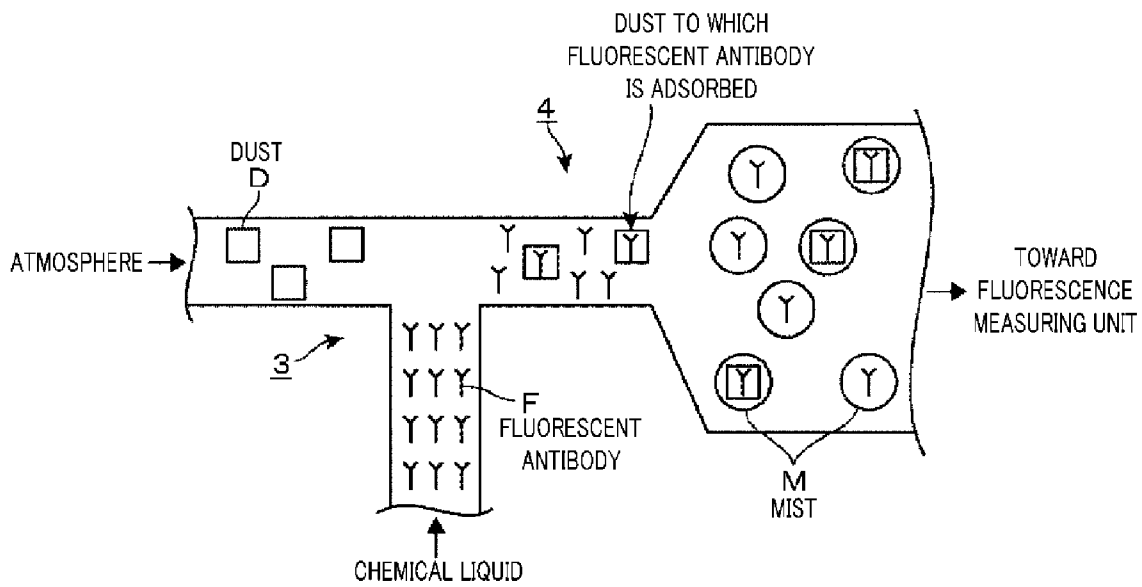 DUST TO WHICH
FLUORESCENT ANTIBODY
IS ADSORBED
4
DUST
D
ATMOSPHERE
TOWARD
FLUORESCENCE
MEASURING UNIT
3
F
FLUORESCENT
ANTIBODY
M
MIST
CHEMICAL LIQUID